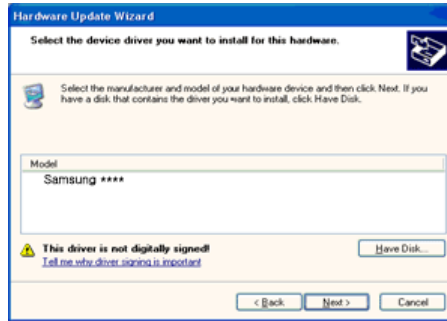 Hardware Update Wizard
Select the device driver you want to install for this hardware.
Select the manufacturer and model of your hardware device and then click Next. If you
have a disk that contains the driver you want to install, click Have Disk.
Model
Samsung ****
This driver is not digitally signed!
Have Disk...
Tell me why driver signing is important
< Back
Next >
Cancel